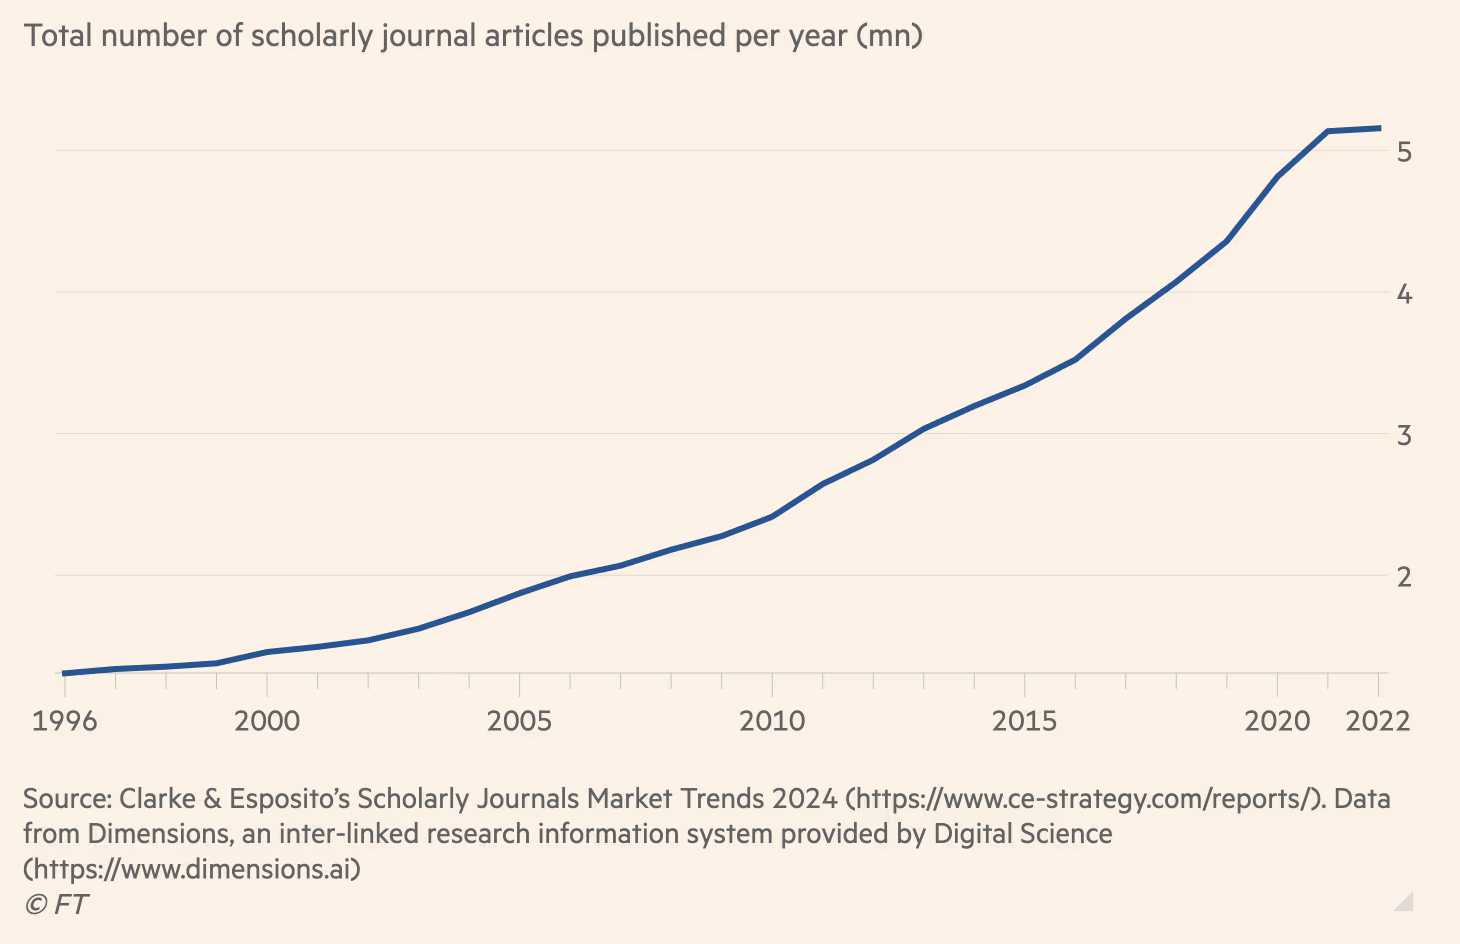 Total number of scholarly journal articles published per year (mn)
5
4
3
2
1996 2000 2005 2010 2015 2020 2022
Source: Clarke & Esposito’s Scholarly Journals Market Trends 2024 (https://www.ce-strategy.com/reports/). Data
from Dimensions, an inter-linked research information system provided by Digital Science
(https://www.dimensions.ai)
© FT